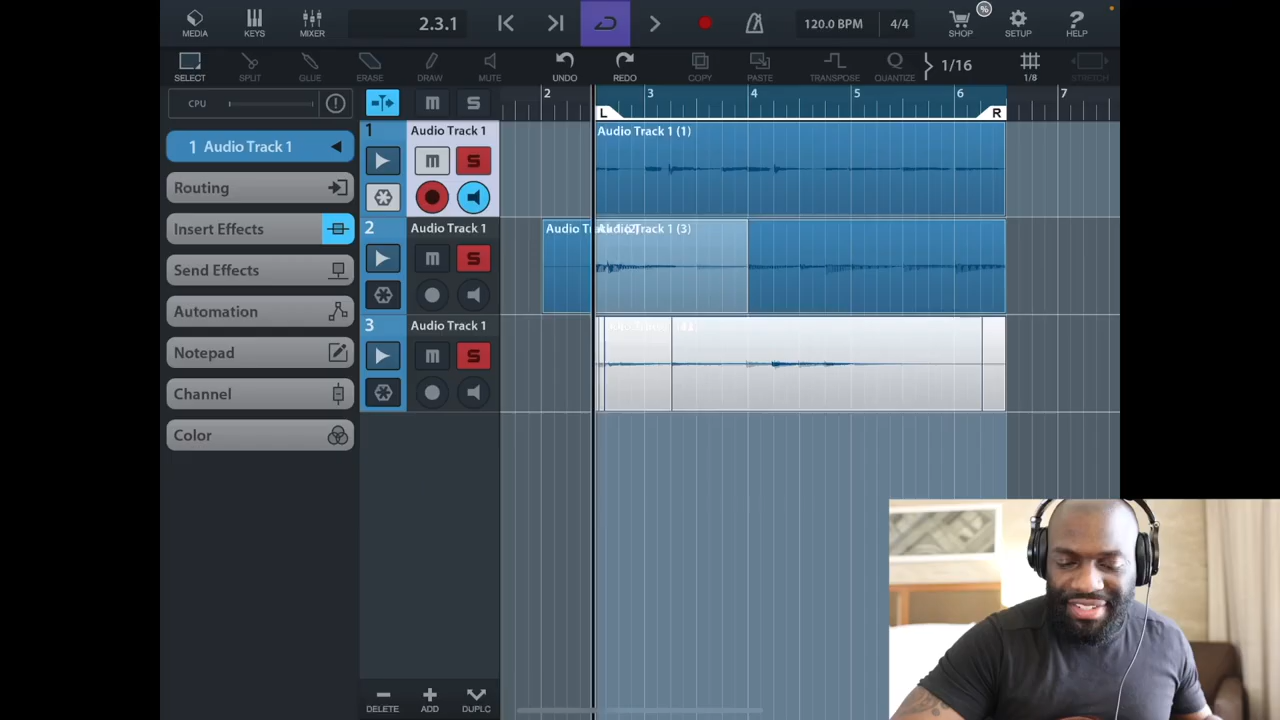 MEDIA
KEYS
MIXER
2.3.1
120.0 BPM
4/4
SHOP
%
SETUP
HELP
SELECT
SPLIT
GLUE
ERASE
DRAW
MUTE
UNDO
REDO
COPY
PASTE
TRANSPOSE
QUANTIZE
1/16
1/8
STRETCH
CPU
M
S
2
3
4
5
6
7
L
R
1 Audio Track 1
Routing
Insert Effects
Send Effects
Automation
Notepad
Channel
Color
1
Audio Track 1
M
S
Audio Track 1 (1)
2
Audio Track 1
M
S
Audio Track 1 (3)
3
Audio Track 1
M
S
DELETE
ADD
DUPLC